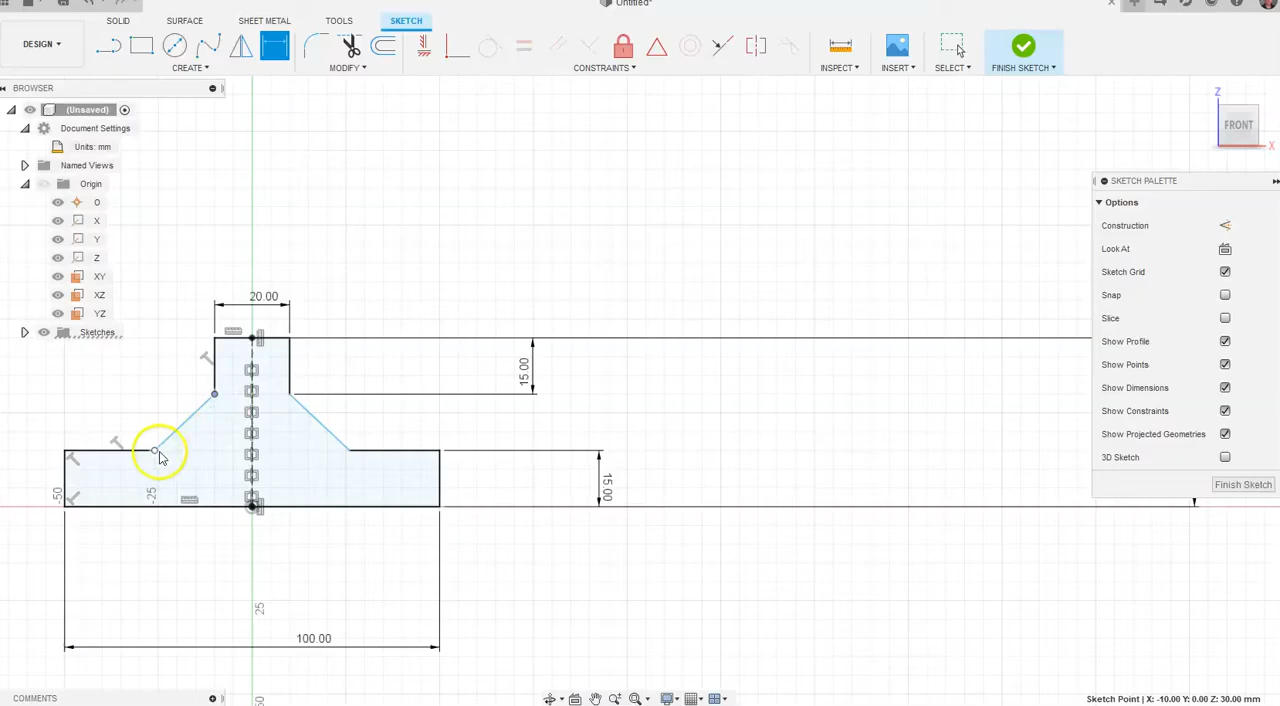 Untitled*
SOLID SURFACE SHEET METAL TOOLS SKETCH
DESIGN
CREATE MODIFY CONSTRAINTS INSPECT INSERT SELECT FINISH SKETCH
BROWSER
(Unsaved)
Document Settings
Units: mm
Named Views
Origin
O
X
Y
Z
XY
XZ
YZ
Sketches
Z
FRONT
X
SKETCH PALETTE
Options
Construction
Look At
Sketch Grid
Snap
Slice
Show Profile
Show Points
Show Dimensions
Show Constraints
Show Projected Geometries
3D Sketch
Finish Sketch
20.00
15.00
15.00
-50
-25
25
100.00
50
COMMENTS
Sketch Point | X: -10.00 Y: 0.00 Z: 30.00 mm